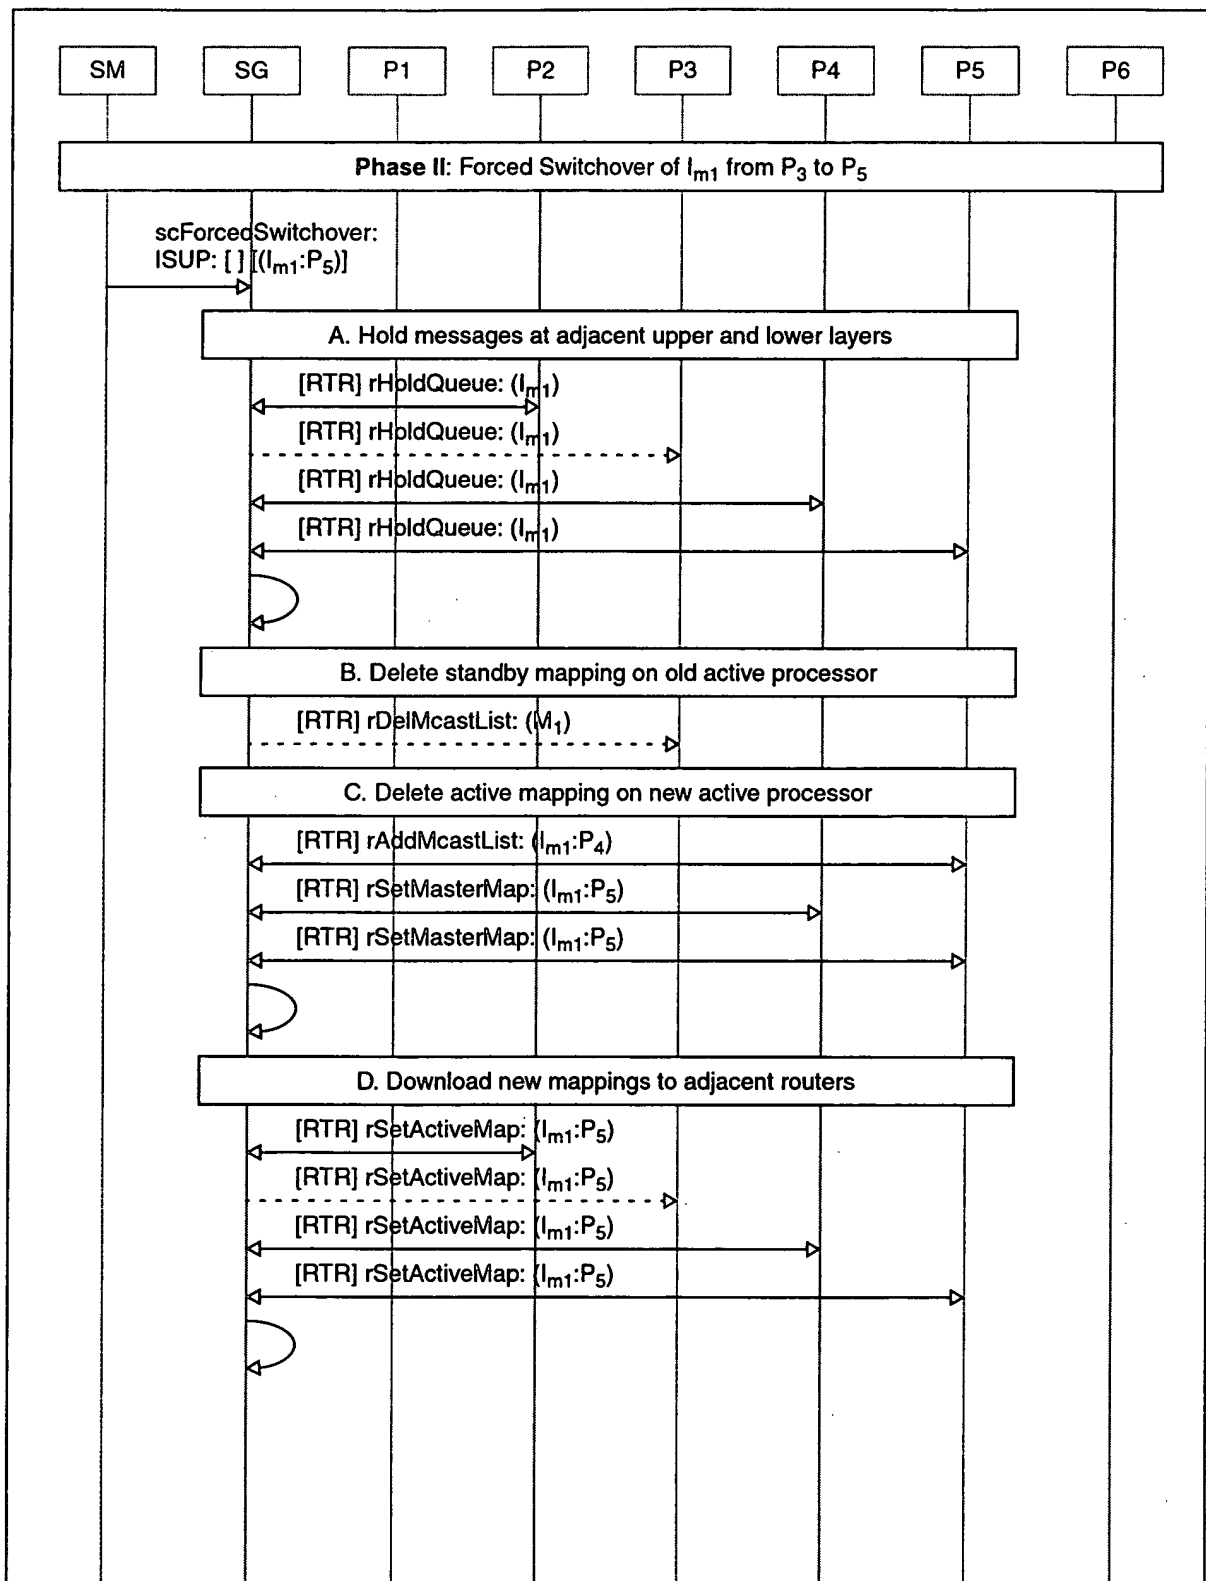 SM SG P1 P2 P3 P4 P5 P6
Phase II: Forced Switchover of Im1 from P3 to P5
scForcedSwitchover:
ISUP: [ ] [(Im1:P5)]
A. Hold messages at adjacent upper and lower layers
[RTR] rHoldQueue: (Im1)
[RTR] rHoldQueue: (Im1)
[RTR] rHoldQueue: (Im1)
[RTR] rHoldQueue: (Im1)
B. Delete standby mapping on old active processor
[RTR] rDelMcastList: (M1)
C. Delete active mapping on new active processor
[RTR] rAddMcastList: (Im1:P4)
[RTR] rSetMasterMap: (Im1:P5)
[RTR] rSetMasterMap: (Im1:P5)
D. Download new mappings to adjacent routers
[RTR] rSetActiveMap: (Im1:P5)
[RTR] rSetActiveMap: (Im1:P5)
[RTR] rSetActiveMap: (Im1:P5)
[RTR] rSetActiveMap: (Im1:P5)